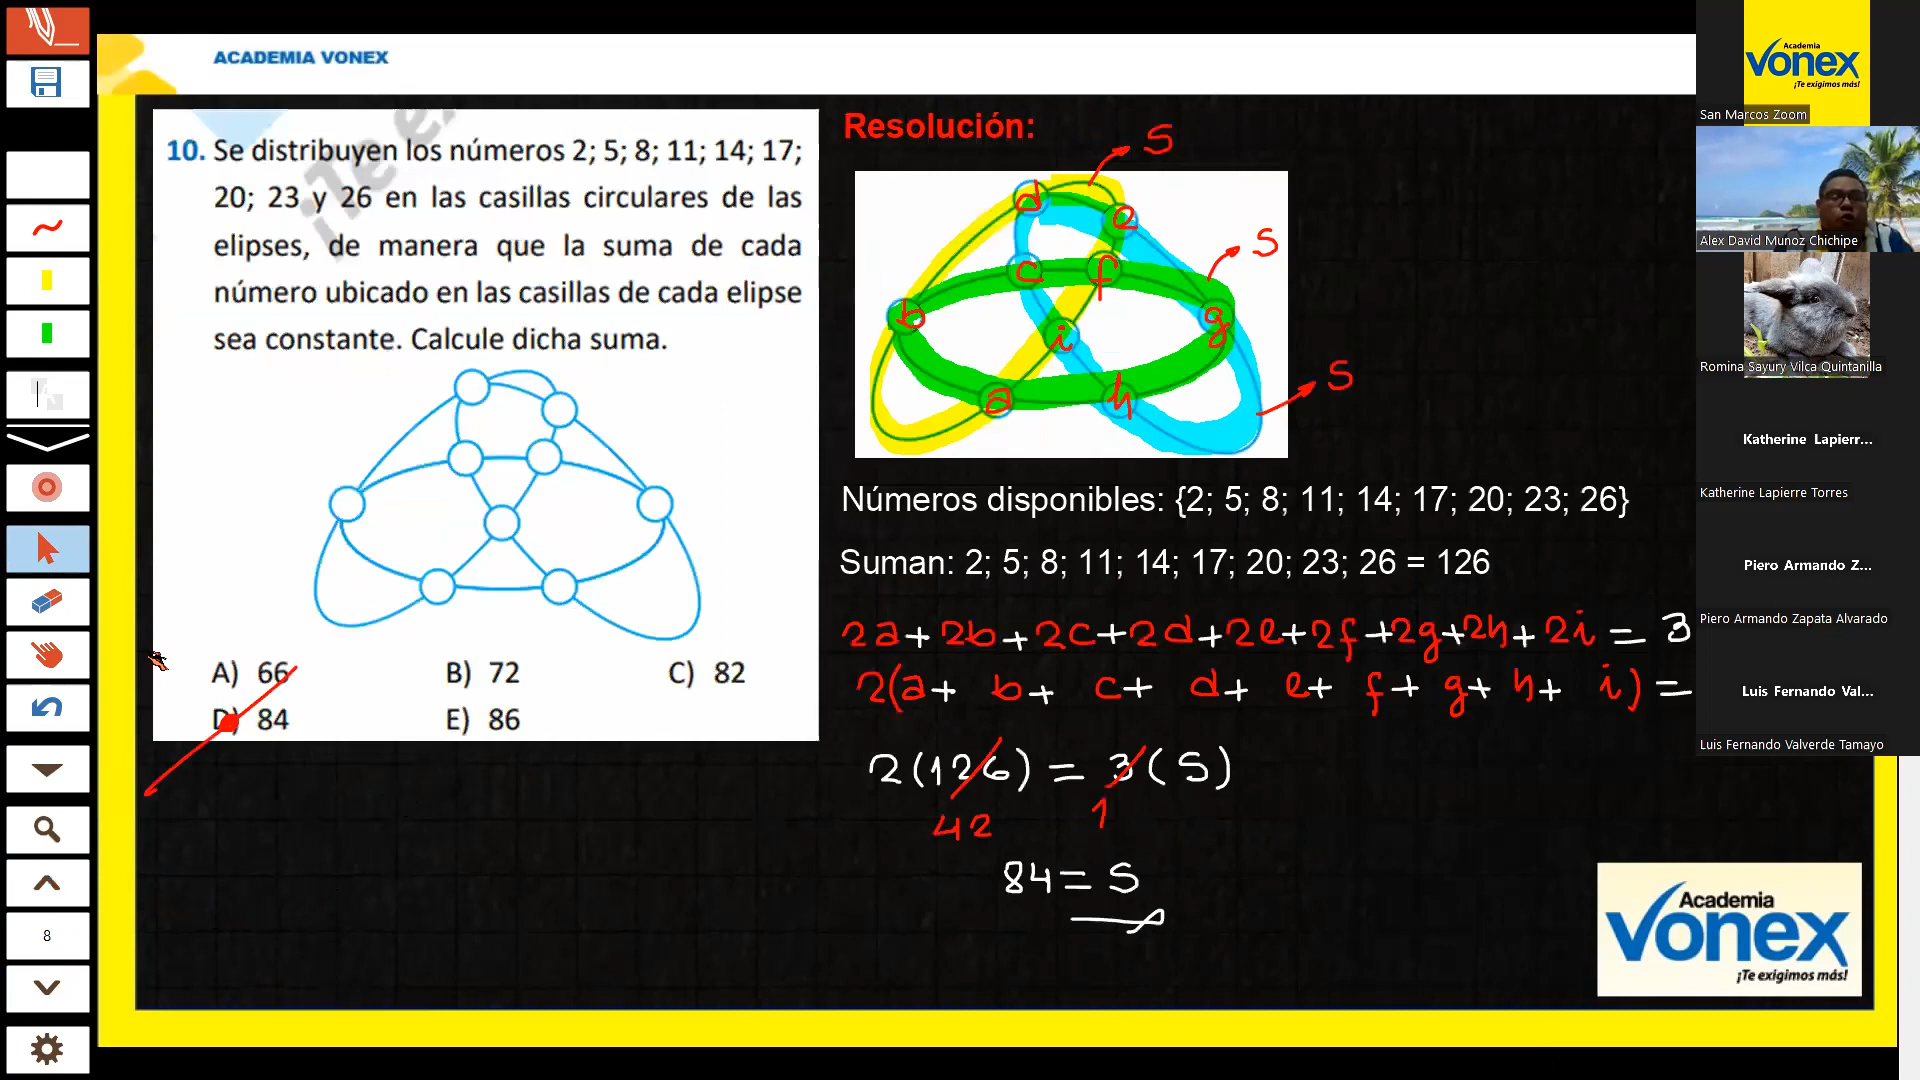 ACADEMIA VONEX
10. Se distribuyen los números 2; 5; 8; 11; 14; 17;
20; 23 y 26 en las casillas circulares de las
elipses, de manera que la suma de cada
número ubicado en las casillas de cada elipse
sea constante. Calcule dicha suma.
A) 66 B) 72 C) 82
D) 84 E) 86
Resolución:
S
d e
S
c f
b i g
S
a h
Números disponibles: {2; 5; 8; 11; 14; 17; 20; 23; 26}
Suman: 2; 5; 8; 11; 14; 17; 20; 23; 26 = 126
2a+2b+2c+2d+2e+2f+2g+2h+2i = 3
2(a+ b+ c+ d+ e+ f+ g+ h+ i) =
2(126) = 3(S)
42 1
84 = S
Academia
vonex
¡Te exigimos más!
Academia
vonex
¡Te exigimos más!
San Marcos Zoom
Alex David Munoz Chichipe
Romina Sayury Vilca Quintanilla
Katherine Lapierr...
Katherine Lapierre Torres
Piero Armando Z...
Piero Armando Zapata Alvarado
Luis Fernando Val...
Luis Fernando Valverde Tamayo
8